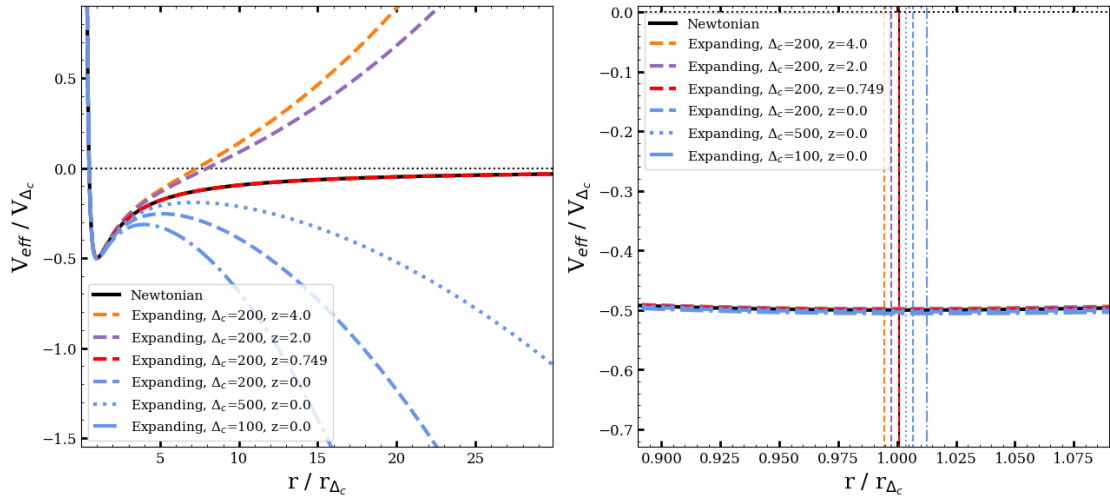 0.5
0.0
−0.5
−1.0
−1.5
V_eff / V_Δc
5
10
15
20
25
r / r_Δc
Newtonian
Expanding, Δc=200, z=4.0
Expanding, Δc=200, z=2.0
Expanding, Δc=200, z=0.749
Expanding, Δc=200, z=0.0
Expanding, Δc=500, z=0.0
Expanding, Δc=100, z=0.0
0.0
−0.1
−0.2
−0.3
−0.4
−0.5
−0.6
−0.7
V_eff / V_Δc
0.900
0.925
0.950
0.975
1.000
1.025
1.050
1.075
r / r_Δc
Newtonian
Expanding, Δc=200, z=4.0
Expanding, Δc=200, z=2.0
Expanding, Δc=200, z=0.749
Expanding, Δc=200, z=0.0
Expanding, Δc=500, z=0.0
Expanding, Δc=100, z=0.0